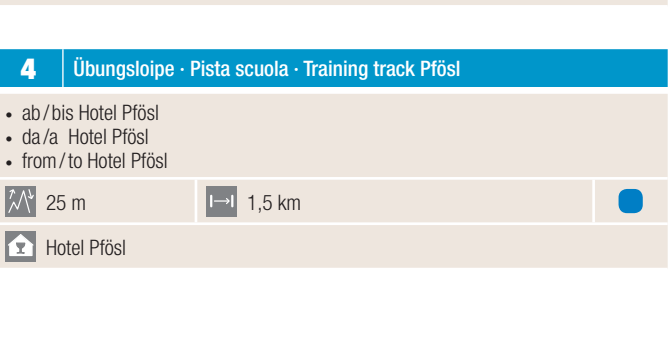 4 Übungsloipe · Pista scuola · Training track Pfösl
• ab/bis Hotel Pfösl
• da/a Hotel Pfösl
• from/to Hotel Pfösl
25 m 1,5 km
Hotel Pfösl